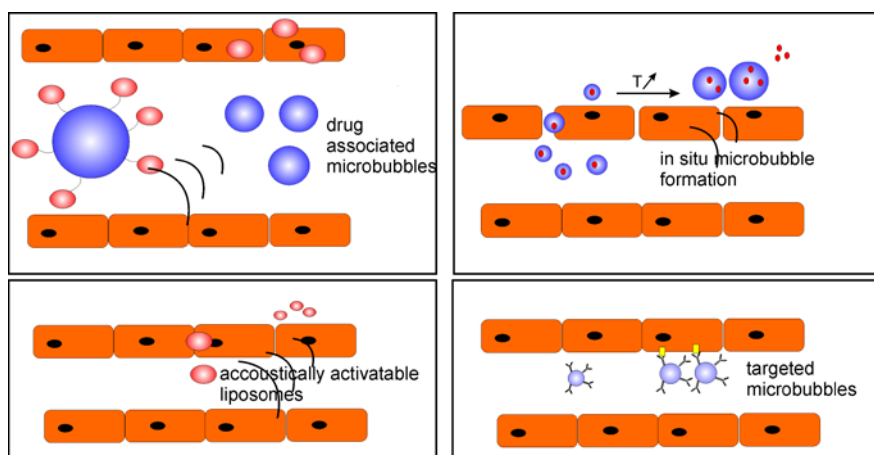 drug
associated
microbubbles
T↗
in situ microbubble
formation
accoustically activatable
liposomes
targeted
microbubbles